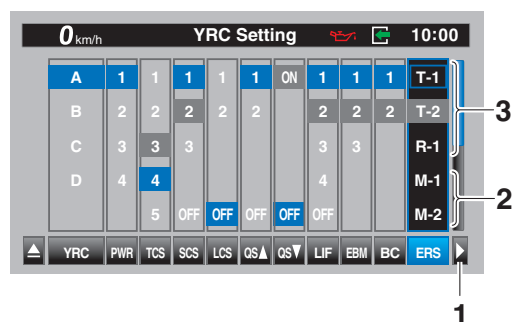 0 km/h YRC Setting 10:00
A 1 1 1 1 1 ON 1 1 1 T-1
B 2 2 2 2 2 2 2 2 T-2 3
C 3 3 3 3 3 R-1
D 4 4 4 M-1 2
5 OFF OFF OFF OFF OFF M-2
YRC PWR TCS SCS LCS QS▲ QS▼ LIF EBM BC ERS
1